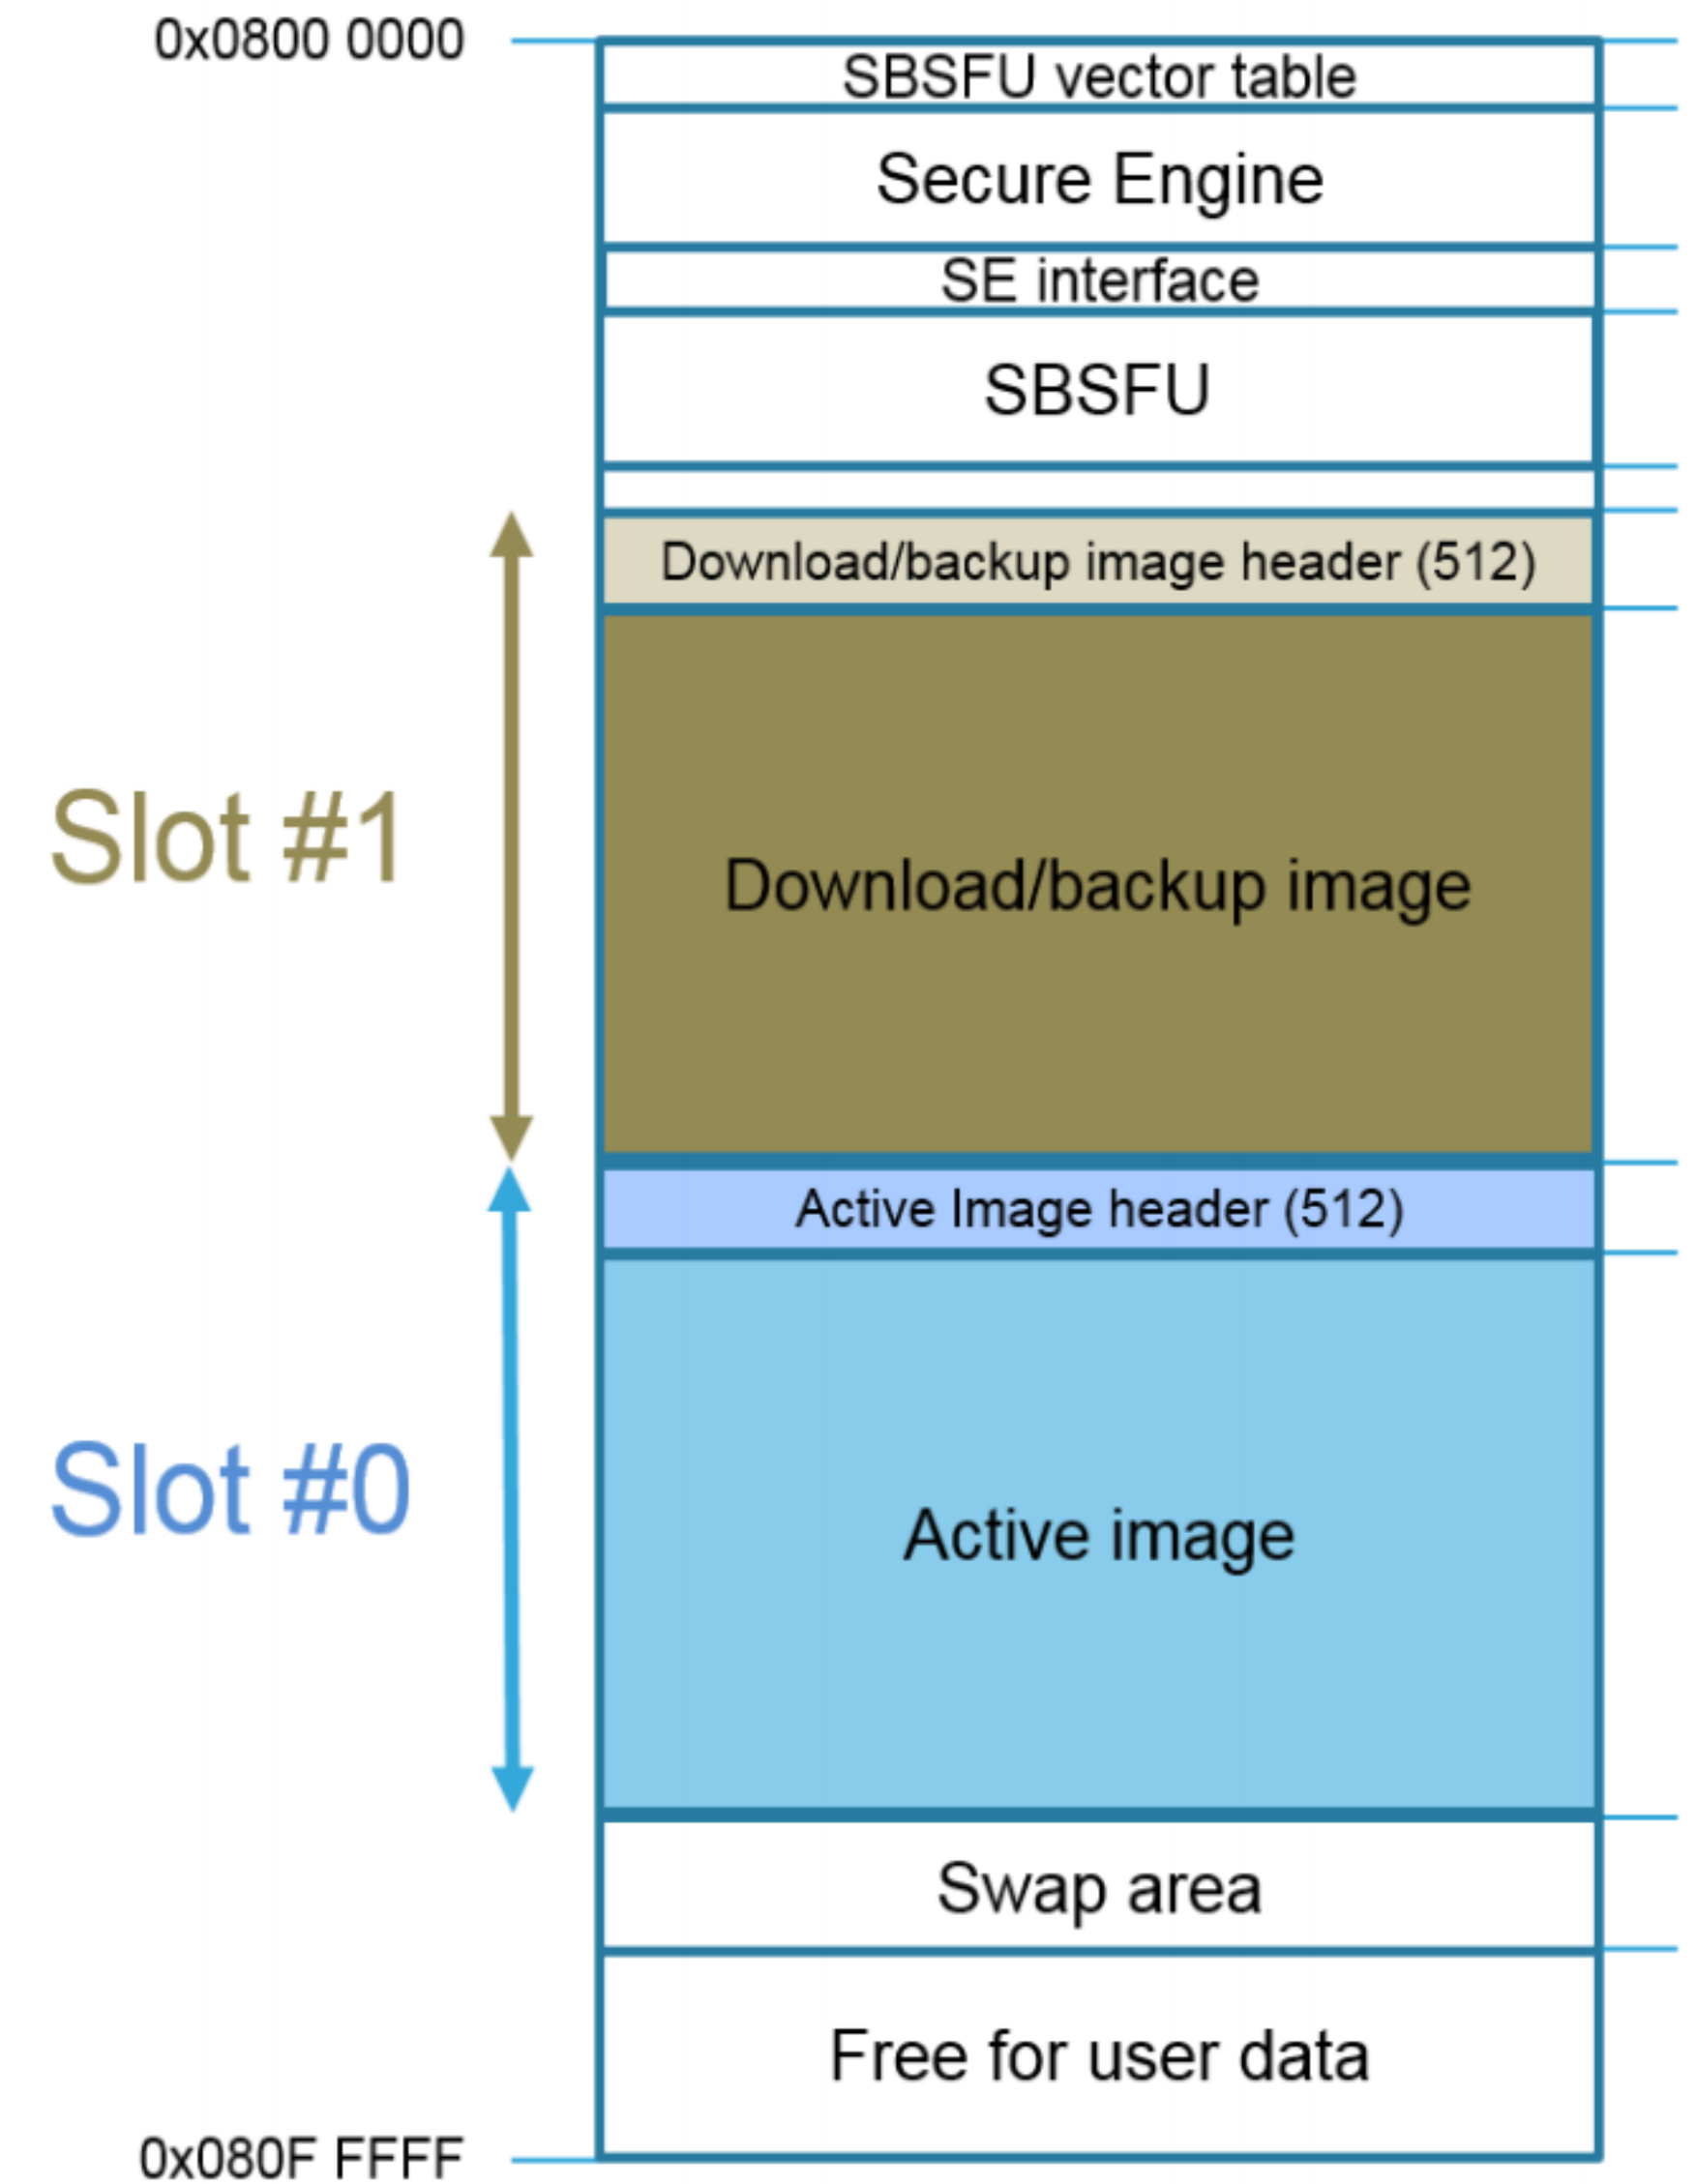 0x0800 0000
SBSFU vector table
Secure Engine
SE interface
SBSFU
Download/backup image header (512)
Slot #1
Download/backup image
Active Image header (512)
Slot #0
Active image
Swap area
Free for user data
0x080F FFFF